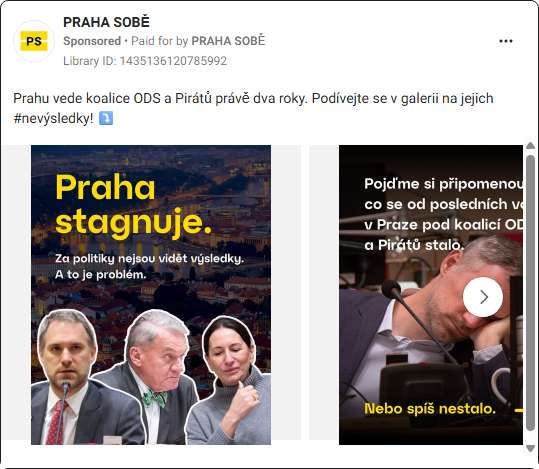 PRAHA SOBĚ
Sponsored • Paid for by PRAHA SOBĚ
Library ID: 1435136120785992
PS
Prahu vede koalice ODS a Pirátů právě dva roky. Podívejte se v galerii na jejich
#nevýsledky!
Praha
stagnuje.
Za politiky nejsou vidět výsledky.
A to je problém.
Pojďme si připomenou
co se od posledních vo
v Praze pod koalicí OD
a Pirátů stalo.
Nebo spíš nestalo.